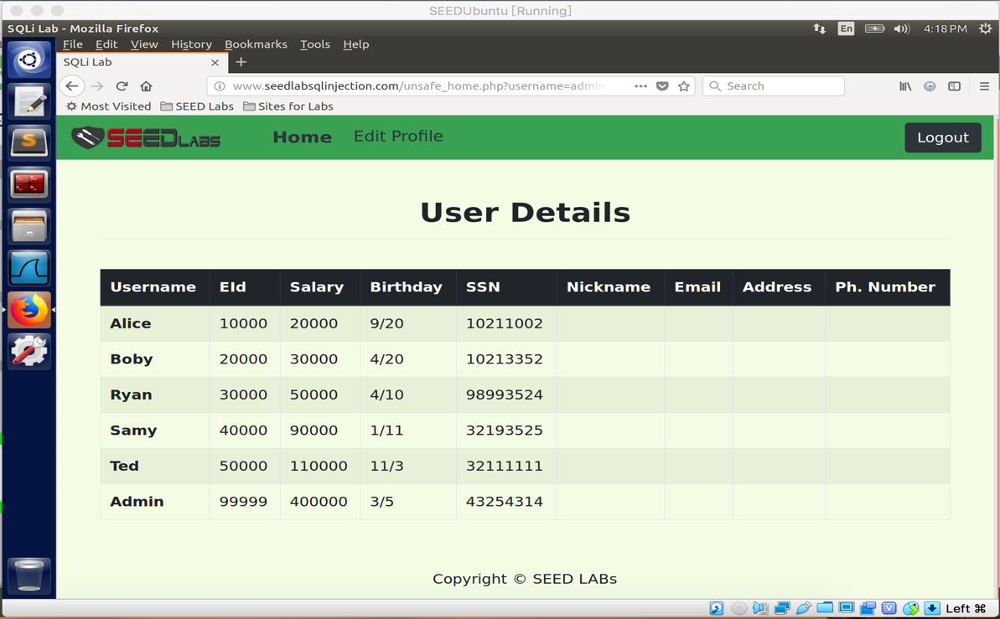 SEEDUbuntu [Running]
SQLi Lab - Mozilla Firefox En 4:18 PM
File Edit View History Bookmarks Tools Help
SQLi Lab
www.seedlabsqlinjection.com/unsafe_home.php?username=admin Search
Most Visited SEED Labs Sites for Labs
SEEDLABS Home Edit Profile Logout
User Details
Username EId Salary Birthday SSN Nickname Email Address Ph. Number
Alice 10000 20000 9/20 10211002
Boby 20000 30000 4/20 10213352
Ryan 30000 50000 4/10 98993524
Samy 40000 90000 1/11 32193525
Ted 50000 110000 11/3 32111111
Admin 99999 400000 3/5 43254314
Copyright © SEED LABs
Left ⌘